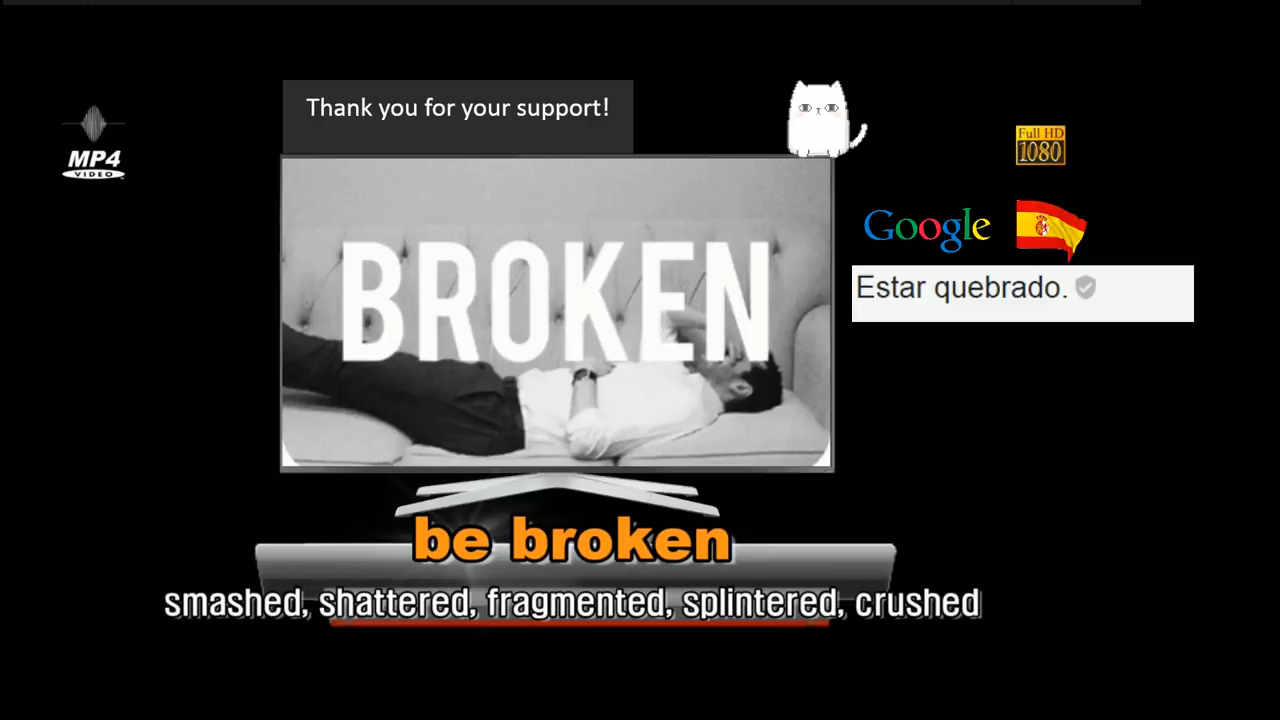 Thank you for your support!
MP4
VIDEO
Full HD
1080
Google
Estar quebrado.
BROKEN
be broken
smashed, shattered, fragmented, splintered, crushed